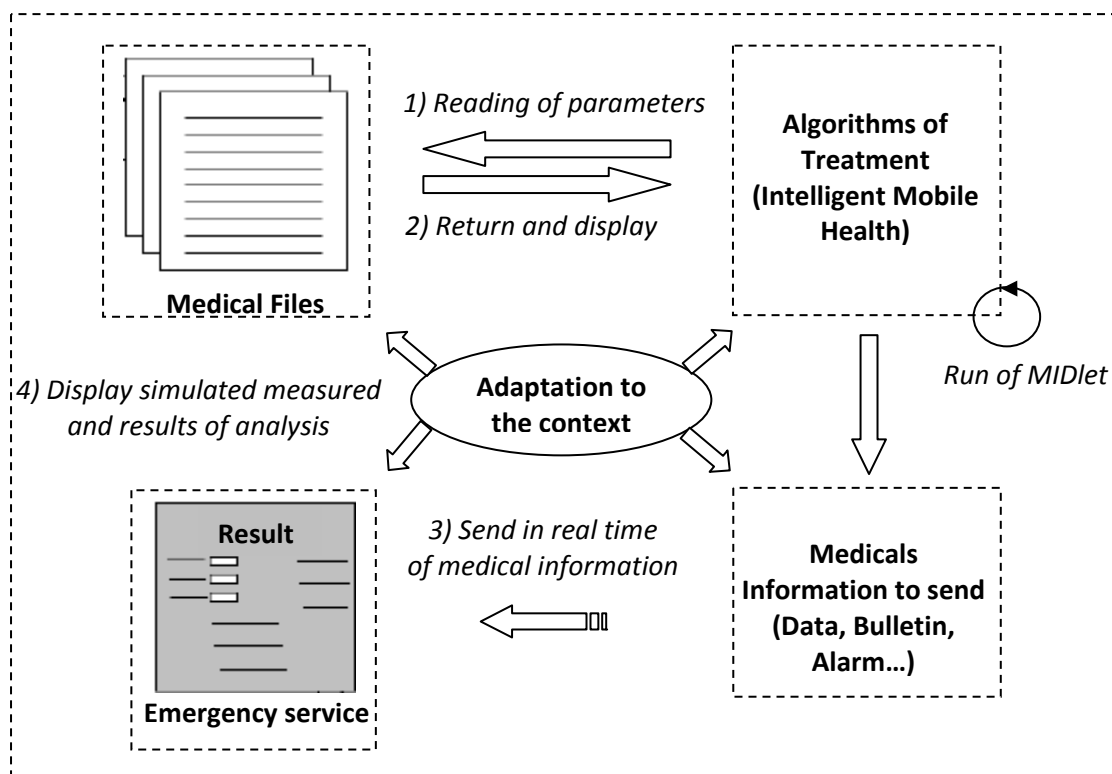 1) Reading of parameters
2) Return and display
Medical Files
Algorithms of
Treatment
(Intelligent Mobile
Health)
Run of MIDlet
Adaptation to
the context
4) Display simulated measured
and results of analysis
Result
Emergency service
3) Send in real time
of medical information
Medicals
Information to send
(Data, Bulletin,
Alarm…)